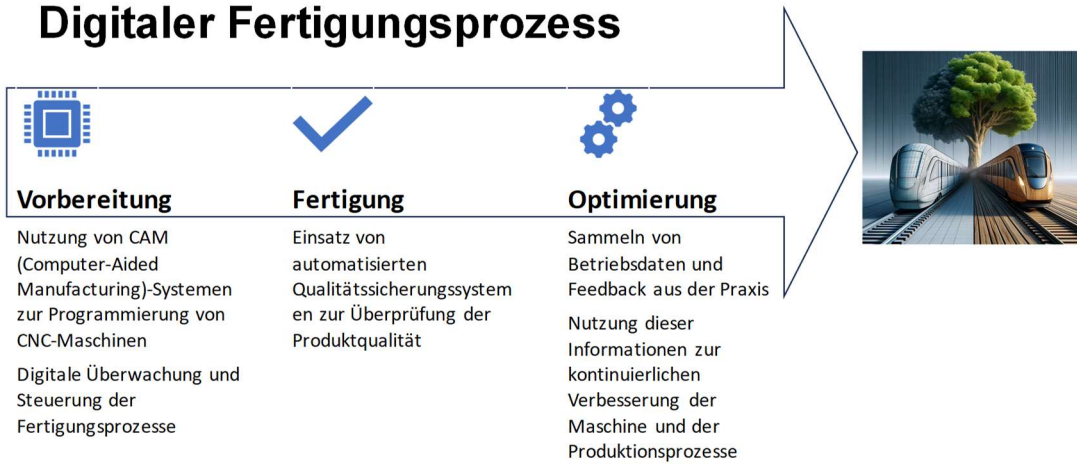 Digitaler Fertigungsprozess
Vorbereitung
Nutzung von CAM
(Computer-Aided
Manufacturing)-Systemen
zur Programmierung von
CNC-Maschinen
Digitale Überwachung und
Steuerung der
Fertigungsprozesse
Fertigung
Einsatz von
automatisierten
Qualitätssicherungssystem
en zur Überprüfung der
Produktqualität
Optimierung
Sammeln von
Betriebsdaten und
Feedback aus der Praxis
Nutzung dieser
Informationen zur
kontinuierlichen
Verbesserung der
Maschine und der
Produktionsprozesse